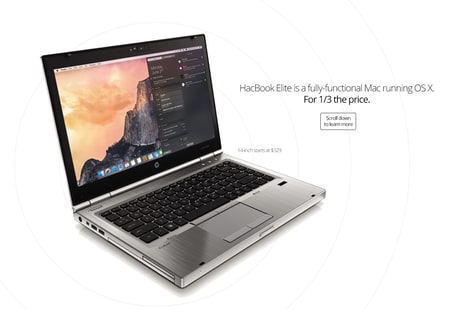 HacBook Elite is a fully-functional Mac running OS X.
For 1/3 the price.
Scroll down
to learn more
14-inch starts at $329
hp